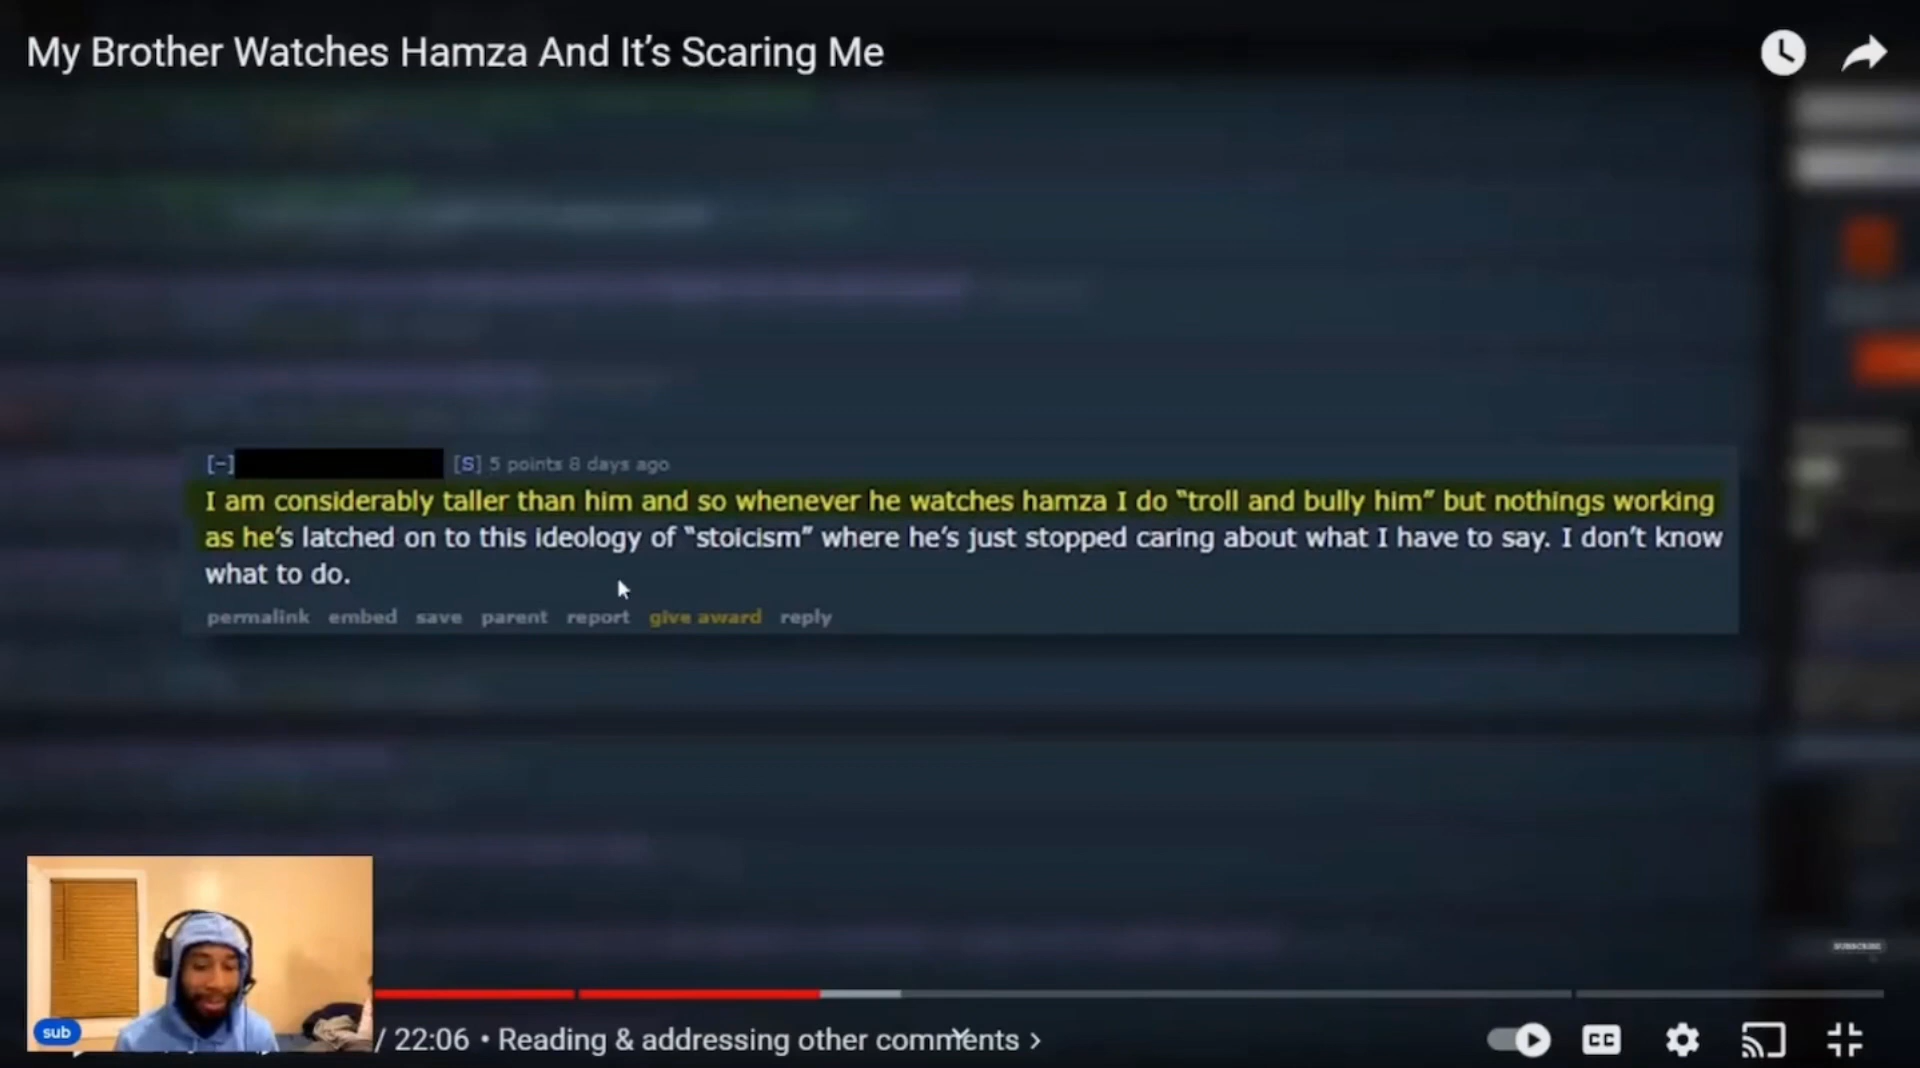 My Brother Watches Hamza And It's Scaring Me
[-] [S] 5 points 8 days ago
I am considerably taller than him and so whenever he watches hamza I do "troll and bully him" but nothings working
as he's latched on to this ideology of "stoicism" where he's just stopped caring about what I have to say. I don't know
what to do.
permalink embed save parent report give award reply
SUBSCRIBE
sub
/ 22:06 • Reading & addressing other comments >
CC